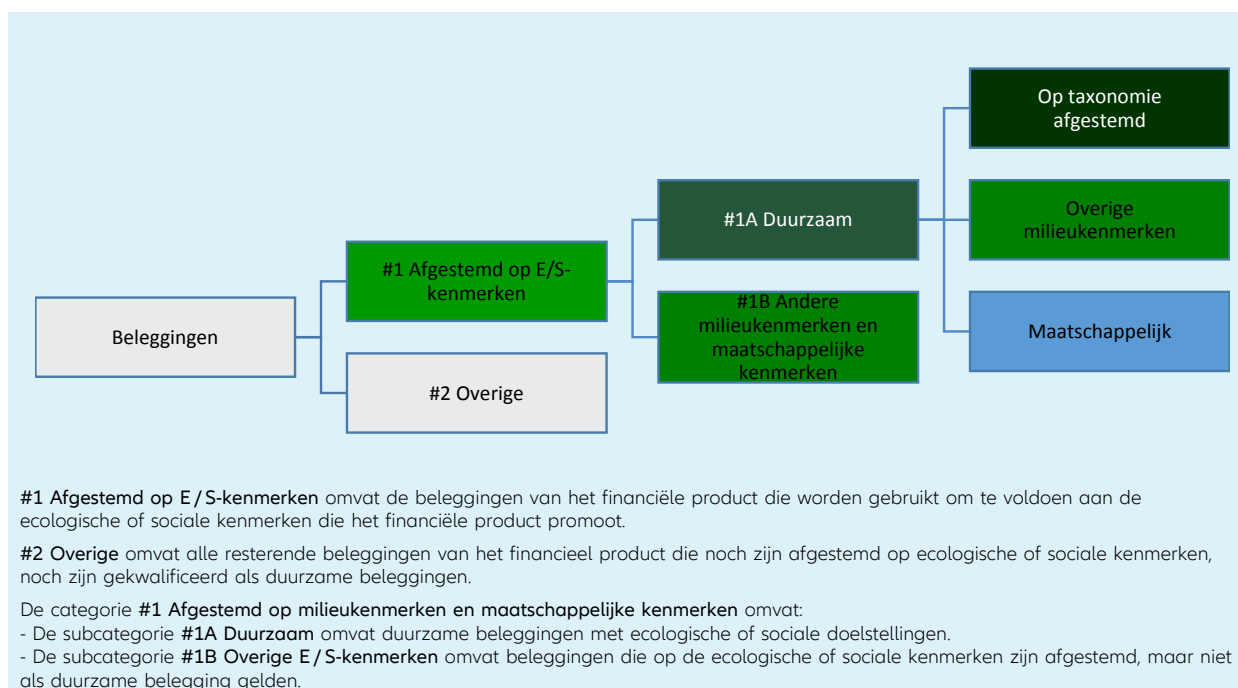 Op taxonomie
afgestemd
#1A Duurzaam
Overige
milieukenmerken
#1 Afgestemd op E/S-
kenmerken
#1B Andere
milieukenmerken en
maatschappelijke
kenmerken
Beleggingen
Maatschappelijk
#2 Overige
#1 Afgestemd op E/S-kenmerken omvat de beleggingen van het financiële product die worden gebruikt om te voldoen aan de
ecologische of sociale kenmerken die het financiële product promoot.
#2 Overige omvat alle resterende beleggingen van het financieel product die noch zijn afgestemd op ecologische of sociale kenmerken,
noch zijn gekwalificeerd als duurzame beleggingen.
De categorie #1 Afgestemd op milieukenmerken en maatschappelijke kenmerken omvat:
- De subcategorie #1A Duurzaam omvat duurzame beleggingen met ecologische of sociale doelstellingen.
- De subcategorie #1B Overige E/S-kenmerken omvat beleggingen die op de ecologische of sociale kenmerken zijn afgestemd, maar niet
als duurzame belegging gelden.